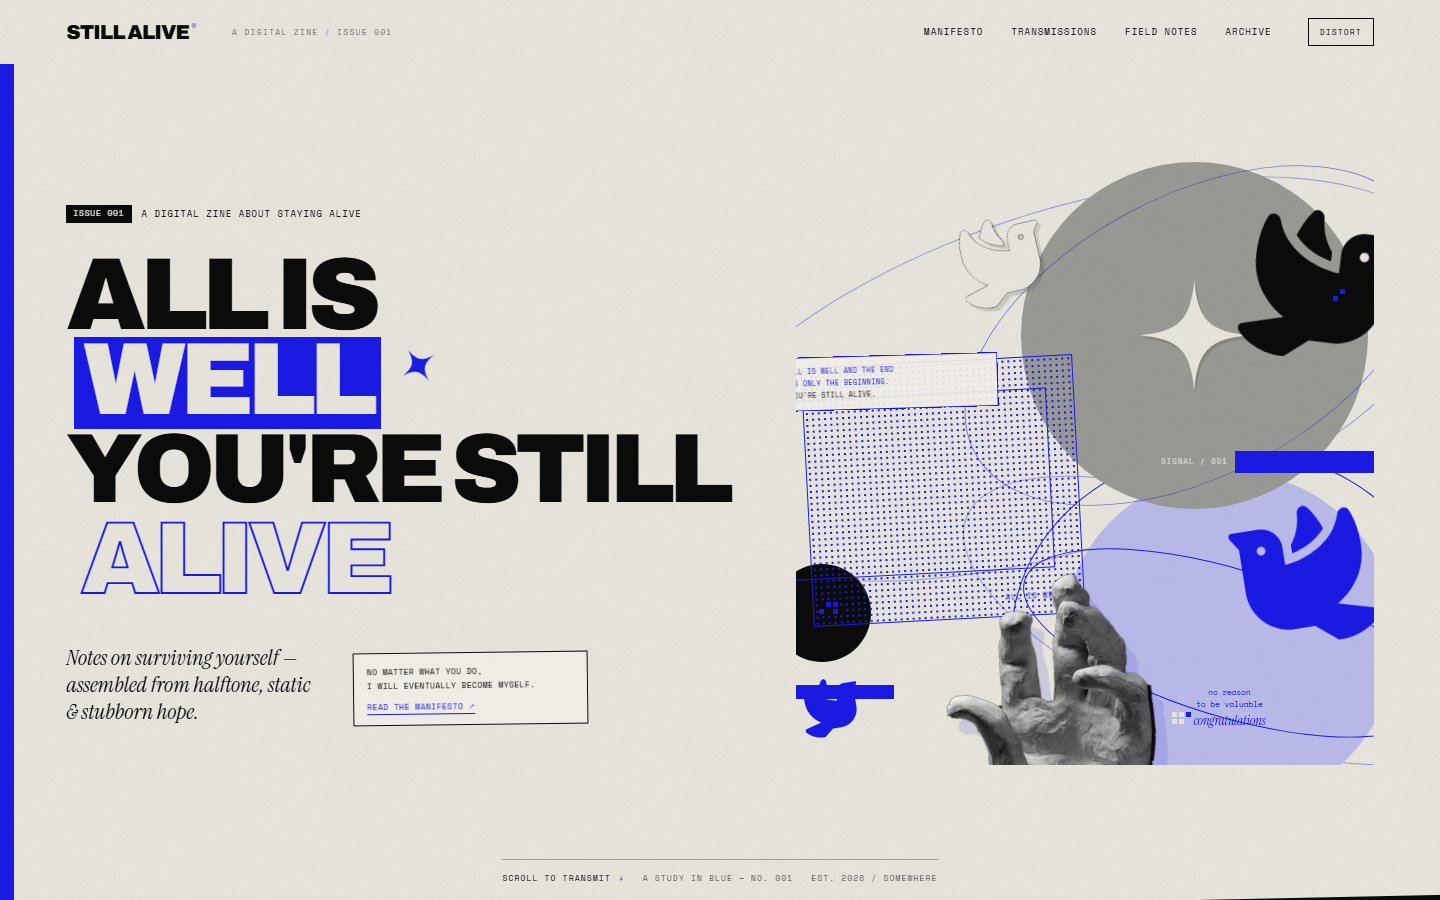 STILL ALIVE®
A DIGITAL ZINE / ISSUE 001
MANIFESTO
TRANSMISSIONS
FIELD NOTES
ARCHIVE
DISTORT
ISSUE 001
A DIGITAL ZINE ABOUT STAYING ALIVE
ALL IS
WELL
YOU'RE STILL
ALIVE
Notes on surviving yourself —
assembled from halftone, static
& stubborn hope.
NO MATTER WHAT YOU DO,
I WILL EVENTUALLY BECOME MYSELF.
READ THE MANIFESTO ↗
LL IS WELL AND THE END
ONLY THE BEGINNING.
OU'RE STILL ALIVE.
SIGNAL / 001
no reason
to be valuable
congratulations
SCROLL TO TRANSMIT ↓
A STUDY IN BLUE — NO. 001
EST. 2026 / SOMEWHERE